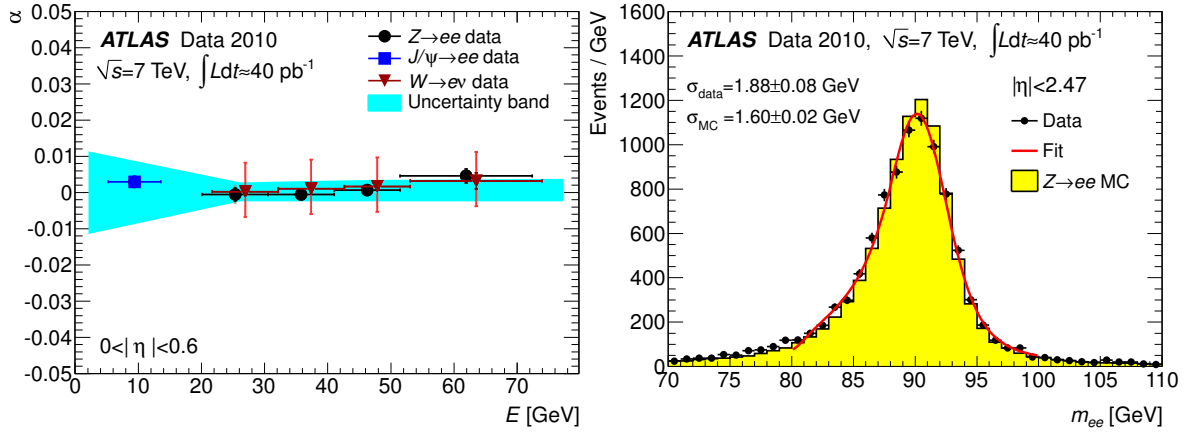 α
0.05
0.04
0.03
0.02
0.01
0
-0.01
-0.02
-0.03
-0.04
-0.05
ATLAS Data 2010
√s=7 TeV, ∫Ldt≈40 pb⁻¹
Z→ee data
J/ψ→ee data
W→eν data
Uncertainty band
0<| η |<0.6
0 10 20 30 40 50 60 70
E [GeV]
Events / GeV
1600
1400
1200
1000
800
600
400
200
0
ATLAS Data 2010, √s=7 TeV, ∫Ldt≈40 pb⁻¹
σdata=1.88±0.08 GeV
σMC =1.60±0.02 GeV
|η|<2.47
Data
Fit
Z→ee MC
70 75 80 85 90 95 100 105 110
mee [GeV]